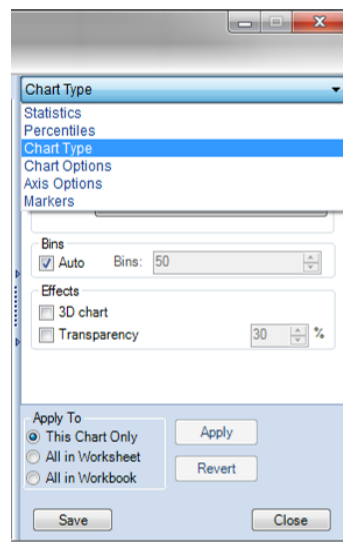 Chart Type
Statistics
Percentiles
Chart Type
Chart Options
Axis Options
Markers
Bins
Auto Bins: 50
Effects
3D chart
Transparency 30 %
Apply To
This Chart Only Apply
All in Worksheet
All in Workbook Revert
Save Close